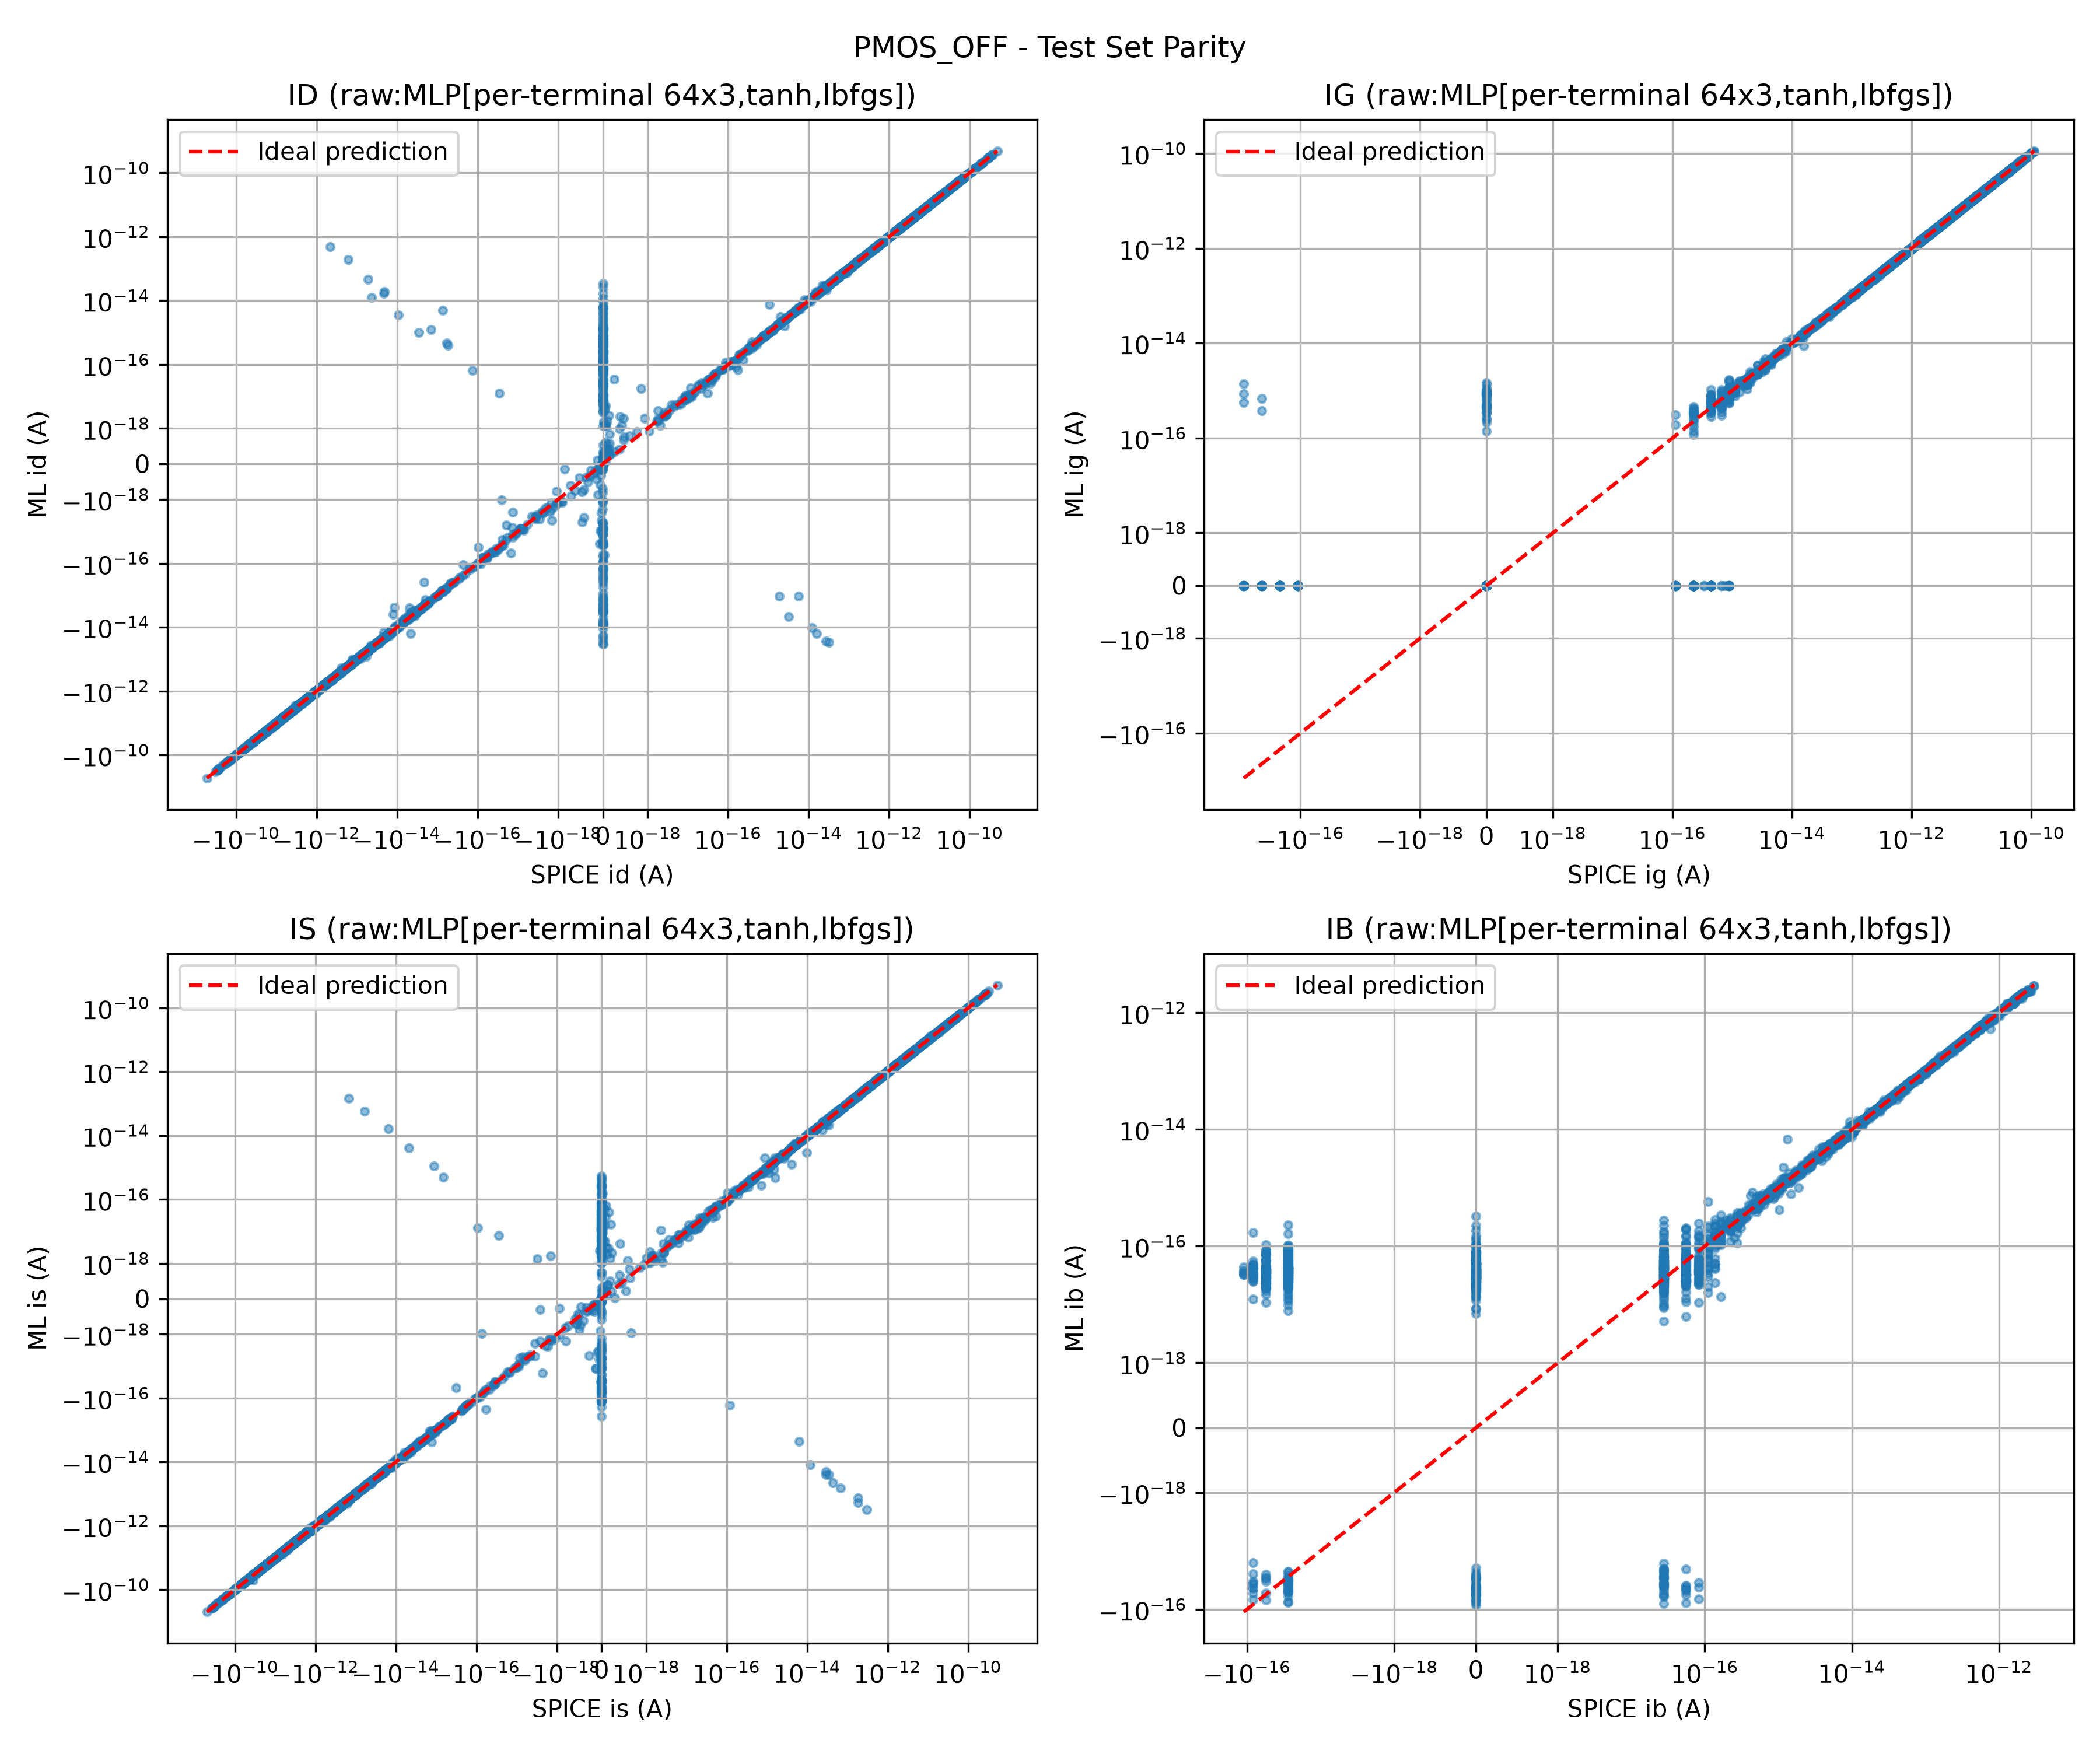 PMOS_OFF - Test Set Parity
ID (raw:MLP[per-terminal 64x3,tanh,lbfgs])
Ideal prediction
10⁻¹⁰
10⁻¹²
10⁻¹⁴
10⁻¹⁶
10⁻¹⁸
0
−10⁻¹⁸
−10⁻¹⁶
−10⁻¹⁴
−10⁻¹²
−10⁻¹⁰
ML id (A)
−10⁻¹⁰ −10⁻¹² −10⁻¹⁴ −10⁻¹⁶ −10⁻¹⁸ 0 10⁻¹⁸ 10⁻¹⁶ 10⁻¹⁴ 10⁻¹² 10⁻¹⁰
SPICE id (A)
IG (raw:MLP[per-terminal 64x3,tanh,lbfgs])
Ideal prediction
10⁻¹⁰
10⁻¹²
10⁻¹⁴
10⁻¹⁶
10⁻¹⁸
0
−10⁻¹⁸
−10⁻¹⁶
ML ig (A)
−10⁻¹⁶ −10⁻¹⁸ 0 10⁻¹⁸ 10⁻¹⁶ 10⁻¹⁴ 10⁻¹² 10⁻¹⁰
SPICE ig (A)
IS (raw:MLP[per-terminal 64x3,tanh,lbfgs])
Ideal prediction
10⁻¹⁰
10⁻¹²
10⁻¹⁴
10⁻¹⁶
10⁻¹⁸
0
−10⁻¹⁸
−10⁻¹⁶
−10⁻¹⁴
−10⁻¹²
−10⁻¹⁰
ML is (A)
−10⁻¹⁰ −10⁻¹² −10⁻¹⁴ −10⁻¹⁶ −10⁻¹⁸ 0 10⁻¹⁸ 10⁻¹⁶ 10⁻¹⁴ 10⁻¹² 10⁻¹⁰
SPICE is (A)
IB (raw:MLP[per-terminal 64x3,tanh,lbfgs])
Ideal prediction
10⁻¹²
10⁻¹⁴
10⁻¹⁶
10⁻¹⁸
0
−10⁻¹⁸
−10⁻¹⁶
ML ib (A)
−10⁻¹⁶ −10⁻¹⁸ 0 10⁻¹⁸ 10⁻¹⁶ 10⁻¹⁴ 10⁻¹²
SPICE ib (A)